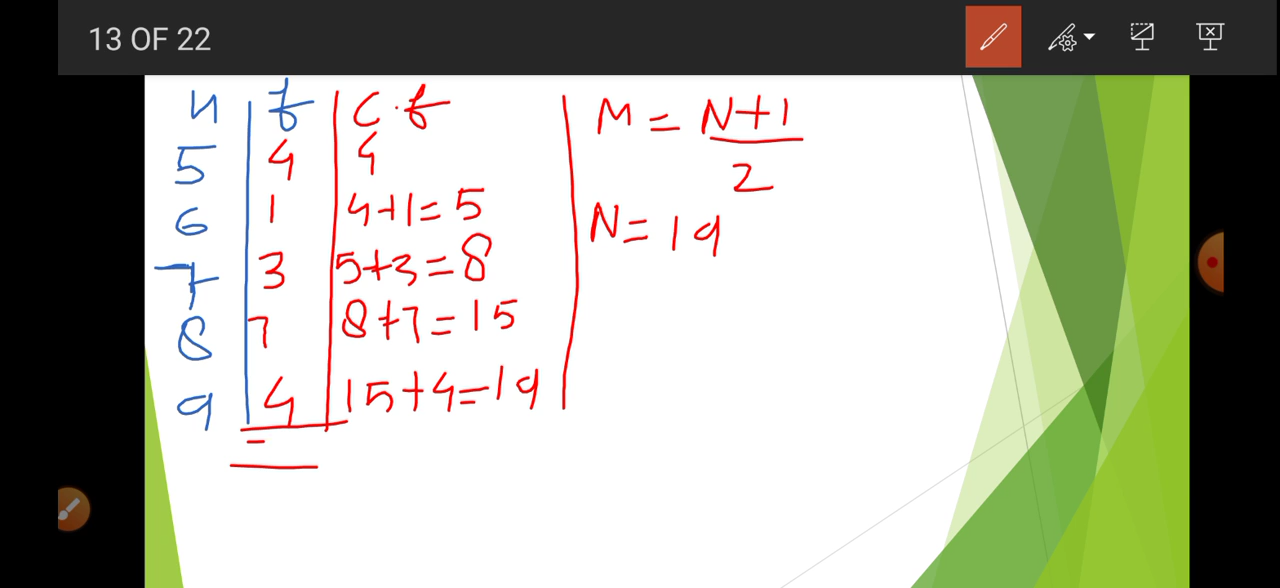 13 OF 22
x f c.f
5 4 4
6 1 4+1=5
7 3 5+3=8
8 7 8+7=15
9 4 15+4=19
=
M = N+1
2
N = 19